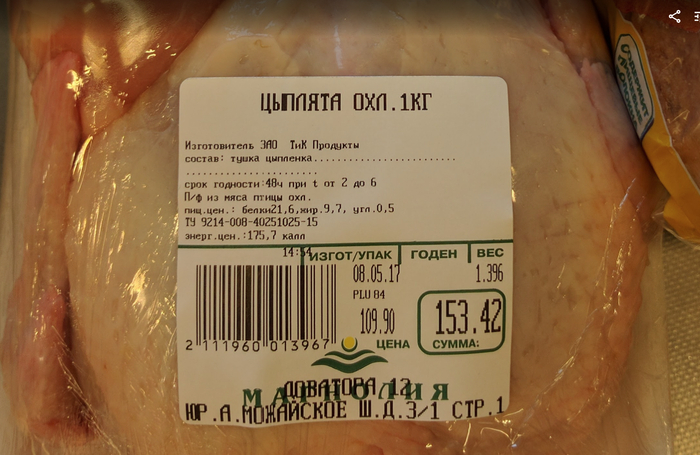 ЦЫПЛЯТА ОХЛ.1КГ
Изготовитель ЗАО ТиК Продукты
состав: тушка цыпленка........................
......................
срок годности:48ч при t от 2 до 6
П/ф из мяса птицы охл.
пищ.цен.: белки21,6,жир.9,7, угл.0,5
ТУ 9214-008-40251025-15
энерг.цен.:175,7 калл
14:54
ИЗГОТ/УПАК ГОДЕН ВЕС
08.05.17 1.396
PLU 84
109.90 153.42
ЦЕНА СУММА:
2 111960 013967
МАГНОЛИЯ
ДОВАТОРА 12
ЮР.А.МОЖАЙСКОЕ Ш.Д.3/1 СТР.1